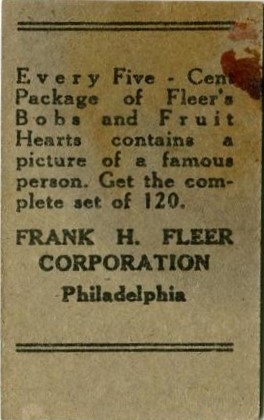 Every Five - Cent
Package of Fleer's
Bobs and Fruit
Hearts contains a
picture of a famous
person. Get the com-
plete set of 120.
FRANK H. FLEER
CORPORATION
Philadelphia